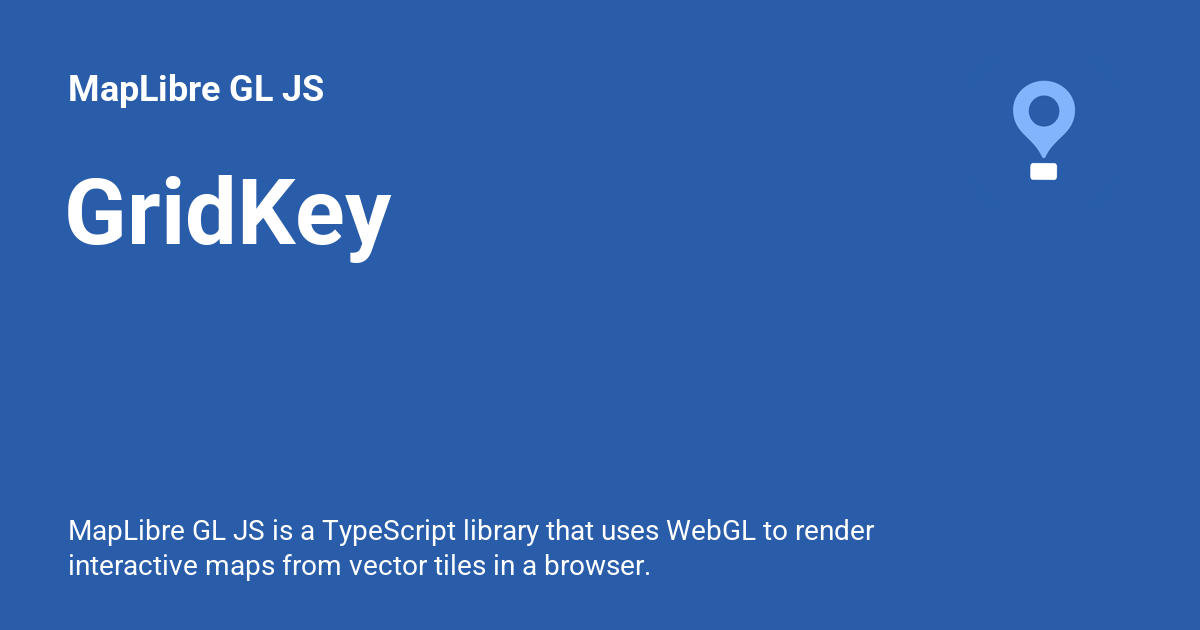 MapLibre GL JS
GridKey
MapLibre GL JS is a TypeScript library that uses WebGL to render
interactive maps from vector tiles in a browser.